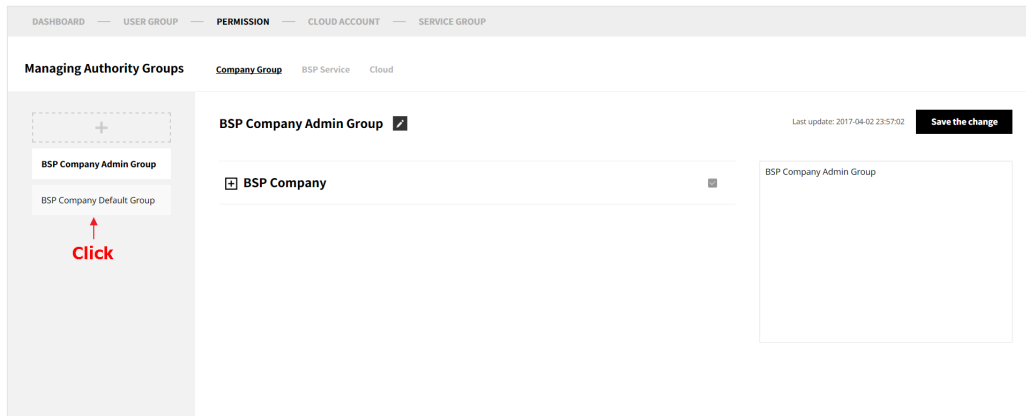 DASHBOARD — USER GROUP — PERMISSION — CLOUD ACCOUNT — SERVICE GROUP
Managing Authority Groups Company Group BSP Service Cloud
+
BSP Company Admin Group
BSP Company Default Group
Click
BSP Company Admin Group
Last update: 2017-04-02 23:57:02 Save the change
BSP Company
BSP Company Admin Group